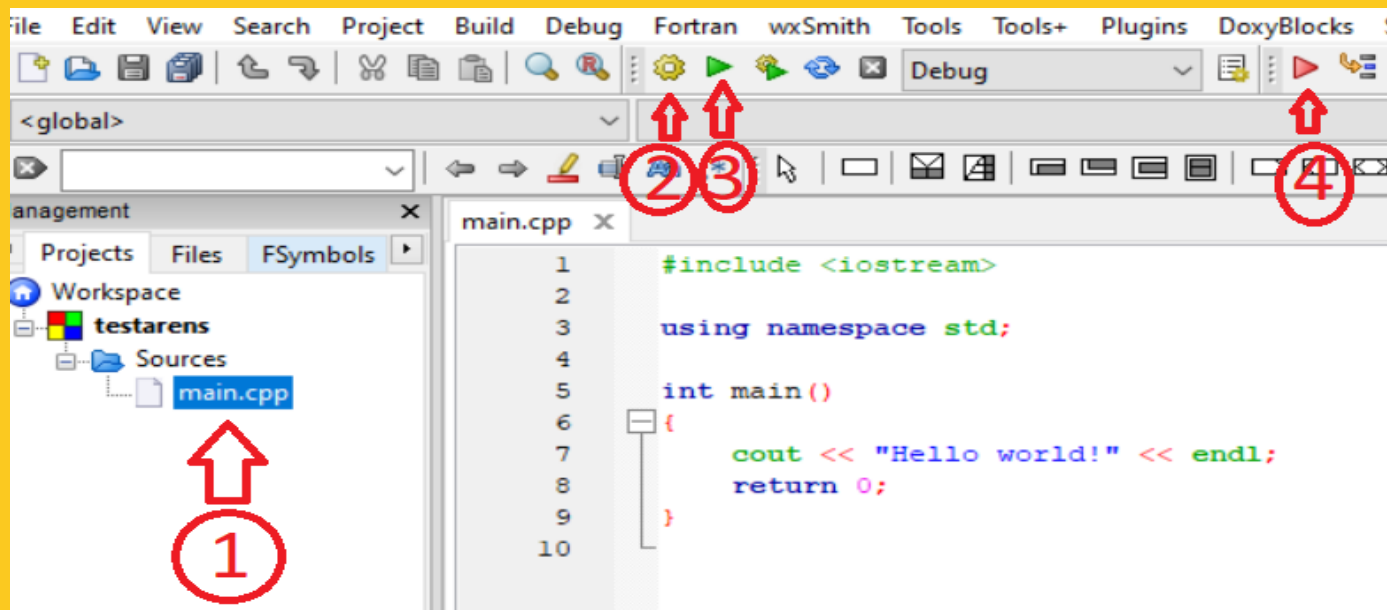 File Edit View Search Project Build Debug Fortran wxSmith Tools Tools+ Plugins DoxyBlocks
Debug
<global>
2 3 4
anagement
Projects Files FSymbols
main.cpp
Workspace
testarens
Sources
main.cpp
1
1 #include <iostream>
2
3 using namespace std;
4
5 int main()
6 {
7 cout << "Hello world!" << endl;
8 return 0;
9 }
10